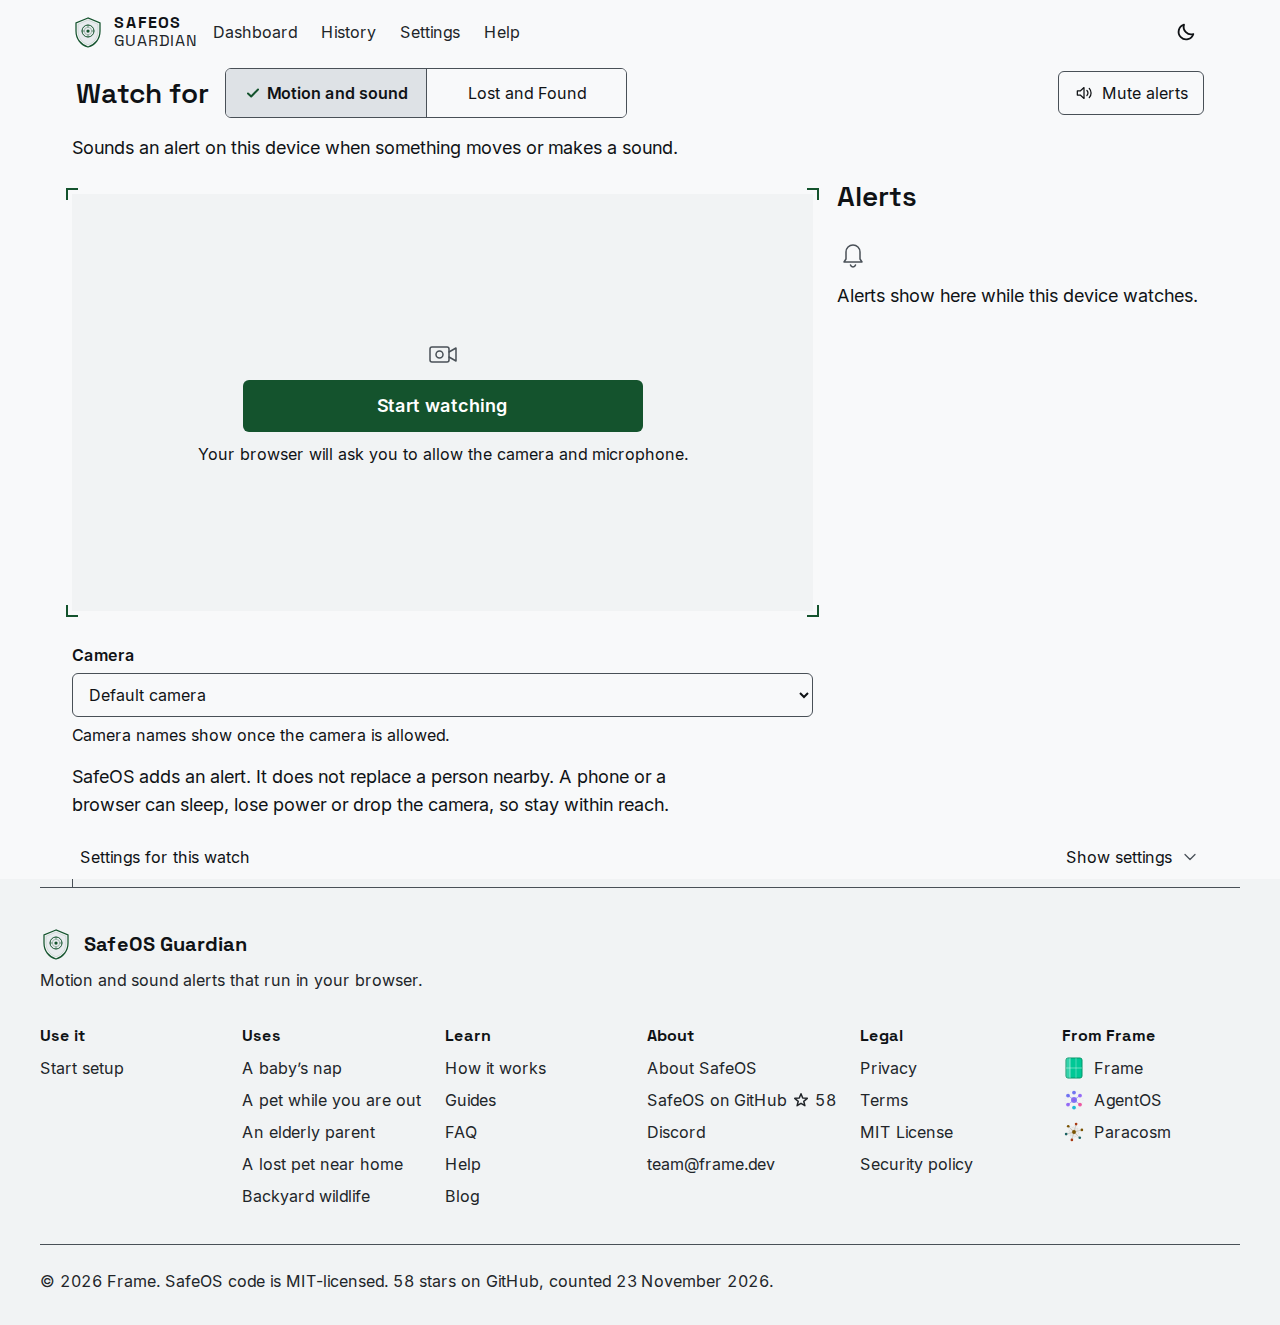 SAFEOS
GUARDIAN
Dashboard
History
Settings
Help
Watch for
Motion and sound
Lost and Found
Mute alerts
Sounds an alert on this device when something moves or makes a sound.
Alerts
Alerts show here while this device watches.
Start watching
Your browser will ask you to allow the camera and microphone.
Camera
Default camera
Camera names show once the camera is allowed.
SafeOS adds an alert. It does not replace a person nearby. A phone or a
browser can sleep, lose power or drop the camera, so stay within reach.
Settings for this watch
Show settings
SafeOS Guardian
Motion and sound alerts that run in your browser.
Use it
Start setup
Uses
A baby’s nap
A pet while you are out
An elderly parent
A lost pet near home
Backyard wildlife
Learn
How it works
Guides
FAQ
Help
Blog
About
About SafeOS
SafeOS on GitHub ☆ 58
Discord
team@frame.dev
Legal
Privacy
Terms
MIT License
Security policy
From Frame
Frame
AgentOS
Paracosm
© 2026 Frame. SafeOS code is MIT-licensed. 58 stars on GitHub, counted 23 November 2026.